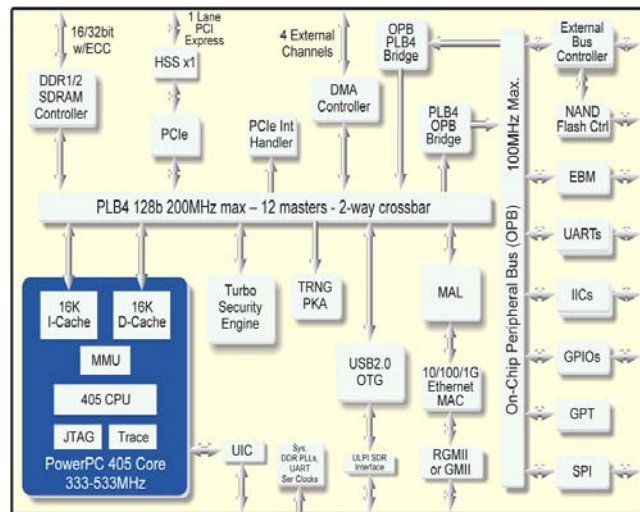 16/32bit
w/ECC
1 Lane
PCI
Express
4 External
Channels
OPB
PLB4
Bridge
External
Bus
Controller
HSS x1
DDR1/2
SDRAM
Controller
DMA
Controller
PLB4
OPB
Bridge
NAND
Flash Ctrl
PCIe
PCIe Int
Handler
On-Chip Peripheral Bus (OPB) 100MHz Max.
EBM
PLB4 128b 200MHz max – 12 masters - 2-way crossbar
UARTs
16K
I-Cache
16K
D-Cache
Turbo
Security
Engine
TRNG
PKA
MAL
IICs
MMU
USB2.0
OTG
10/100/1G
Ethernet
MAC
GPIOs
405 CPU
GPT
JTAG
Trace
UIC
Sys,
DDR PLLs,
UART
Ser Clocks
ULPI SDR
Interface
RGMII
or GMII
SPI
PowerPC 405 Core
333-533MHz